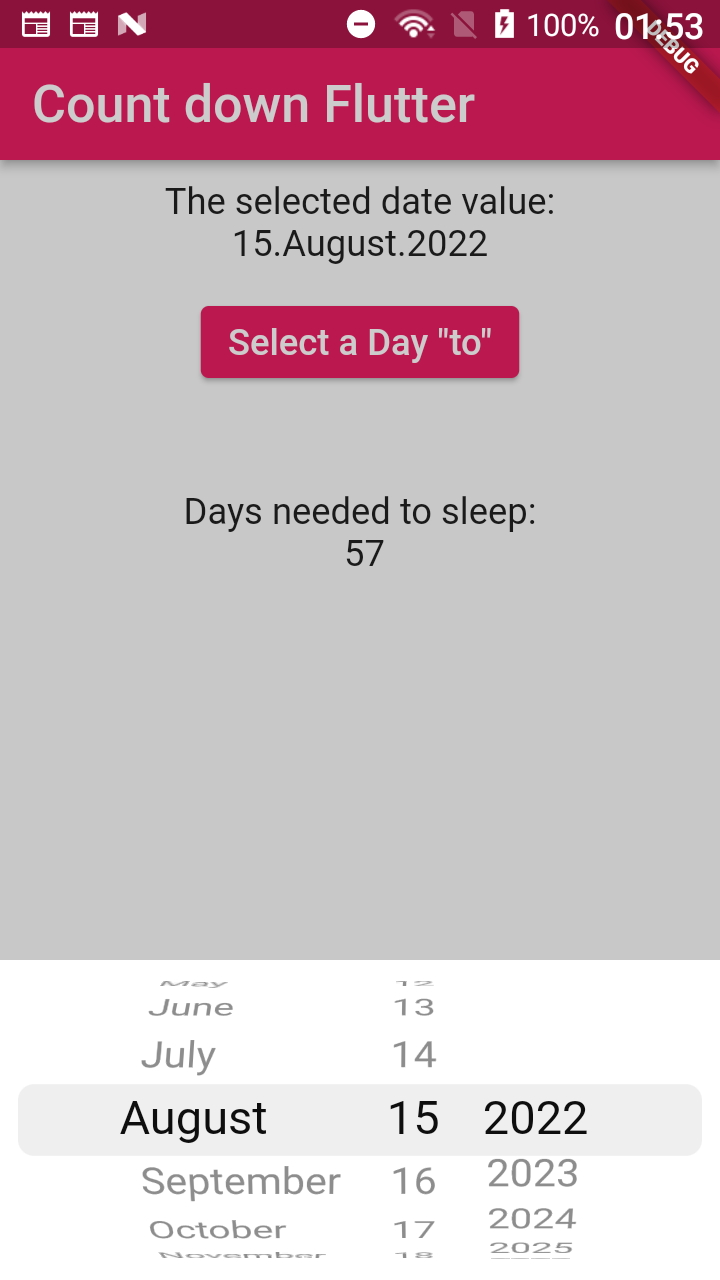 100% 01:53
DEBUG
Count down Flutter
The selected date value:
15.August.2022
Select a Day "to"
Days needed to sleep:
57
May 12
June 13
July 14
August 15 2022
September 16 2023
October 17 2024
November 18 2025